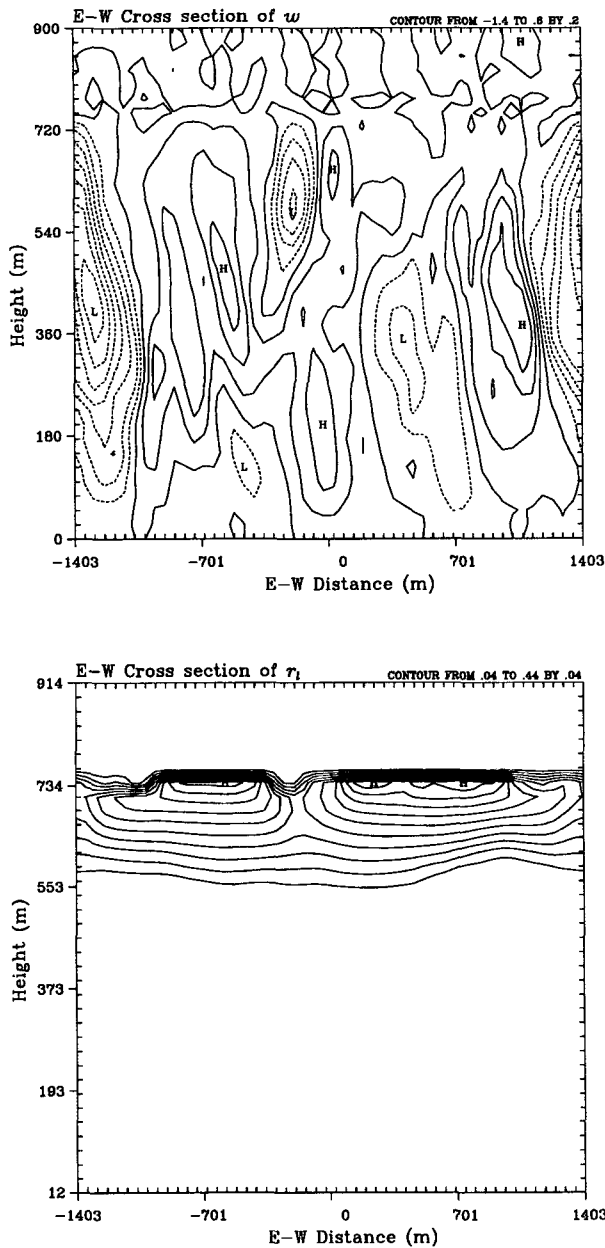 E-W Cross section of w CONTOUR FROM -1.4 TO .6 BY .2
900
H
720
H
540
H
Height (m)
L
H
360
L
H
180
L
0
-1403 -701 0 701 1403
E-W Distance (m)
E-W Cross section of r_l CONTOUR FROM .04 TO .44 BY .04
914
734
H H H
553
Height (m)
373
193
12
-1403 -701 0 701 1403
E-W Distance (m)